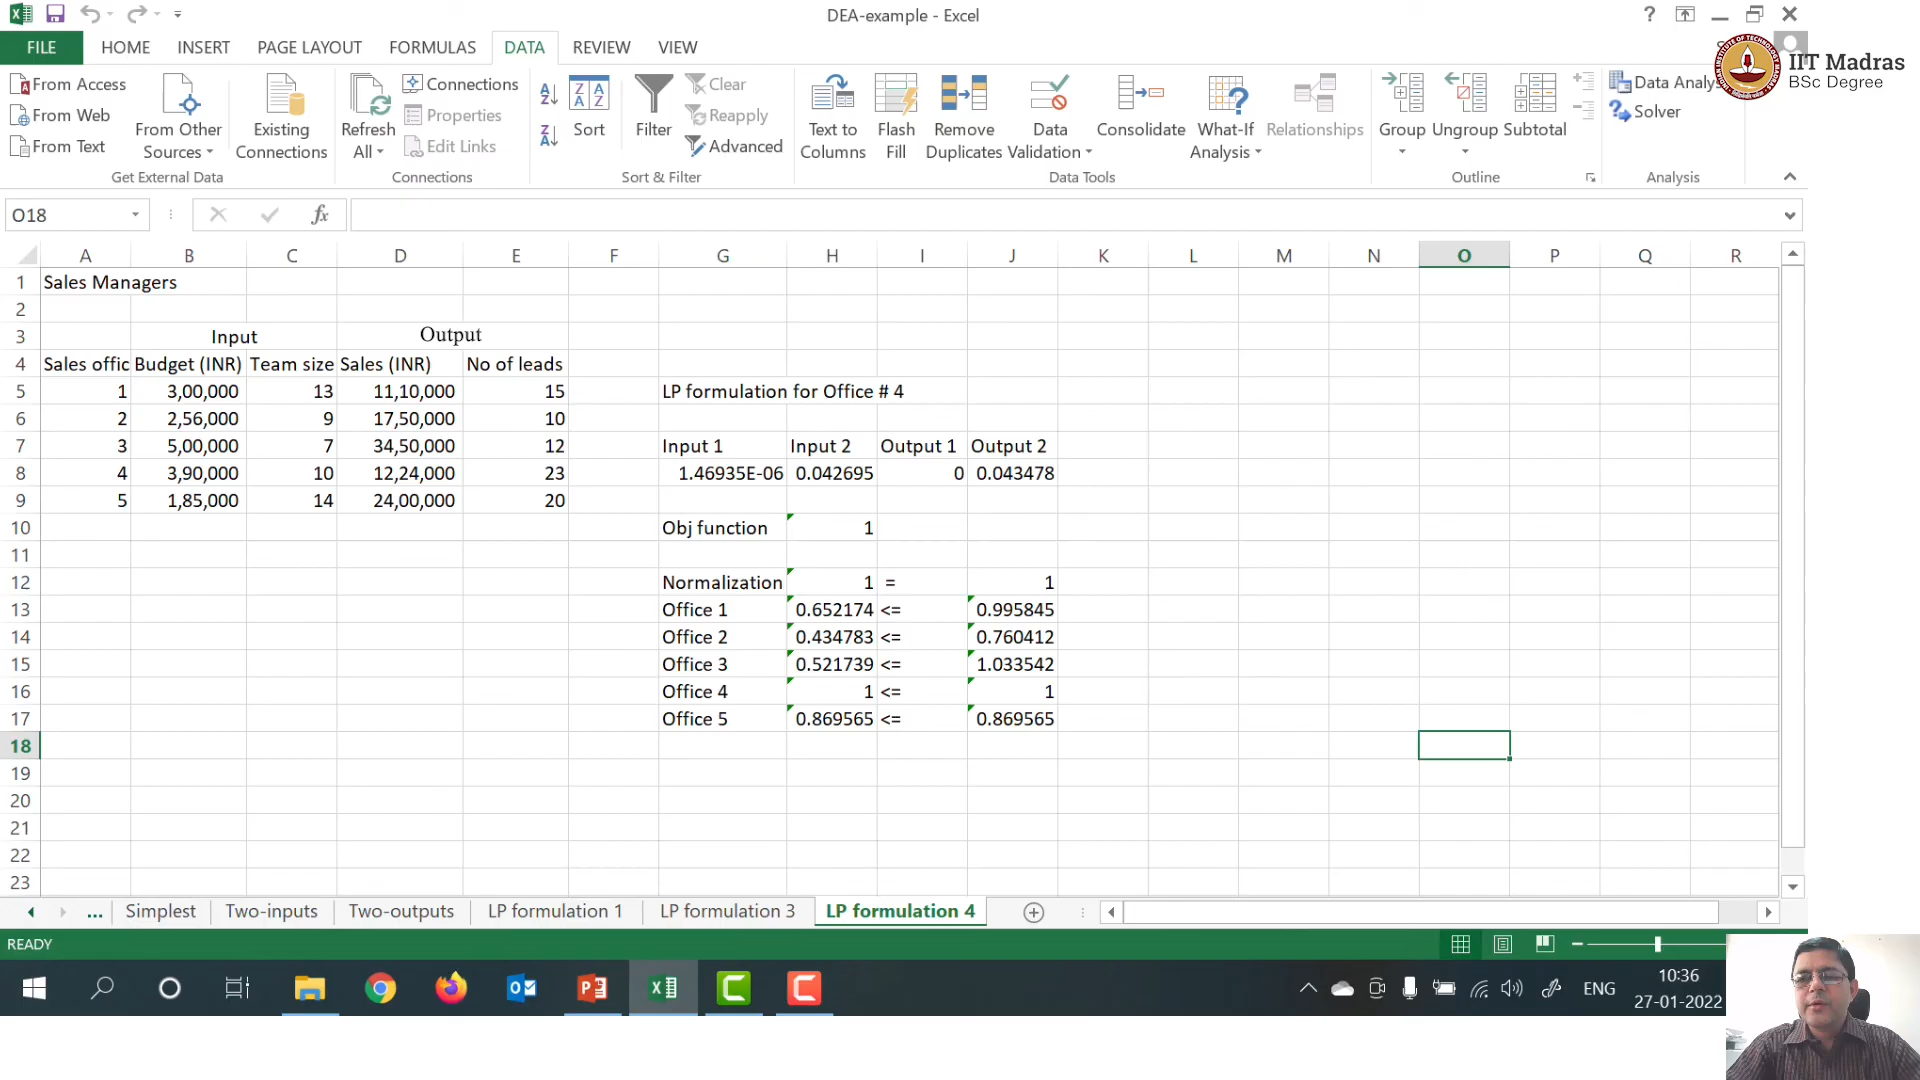 DEA-example - Excel
FILE HOME INSERT PAGE LAYOUT FORMULAS DATA REVIEW VIEW
IIT Madras
BSc Degree
From Access
From Web
From Text
From Other Sources
Existing Connections
Get External Data
Refresh All
Connections
Properties
Edit Links
Connections
Sort
Filter
Clear
Reapply
Advanced
Sort & Filter
Text to Columns
Flash Fill
Remove Duplicates
Data Validation
Consolidate
What-If Analysis
Relationships
Data Tools
Group
Ungroup
Subtotal
Outline
Data Analys
Solver
Analysis
O18 fx
A B C D E F G H I J K L M N O P Q R
1 Sales Managers
2
3 Input Output
4 Sales offic Budget (INR) Team size Sales (INR) No of leads
5 1 3,00,000 13 11,10,000 15 LP formulation for Office # 4
6 2 2,56,000 9 17,50,000 10
7 3 5,00,000 7 34,50,000 12 Input 1 Input 2 Output 1 Output 2
8 4 3,90,000 10 12,24,000 23 1.46935E-06 0.042695 0 0.043478
9 5 1,85,000 14 24,00,000 20
10 Obj function 1
11
12 Normalization 1 = 1
13 Office 1 0.652174 <= 0.995845
14 Office 2 0.434783 <= 0.760412
15 Office 3 0.521739 <= 1.033542
16 Office 4 1 <= 1
17 Office 5 0.869565 <= 0.869565
18
19
20
21
22
23
... Simplest Two-inputs Two-outputs LP formulation 1 LP formulation 3 LP formulation 4
READY
ENG
10:36
27-01-2022